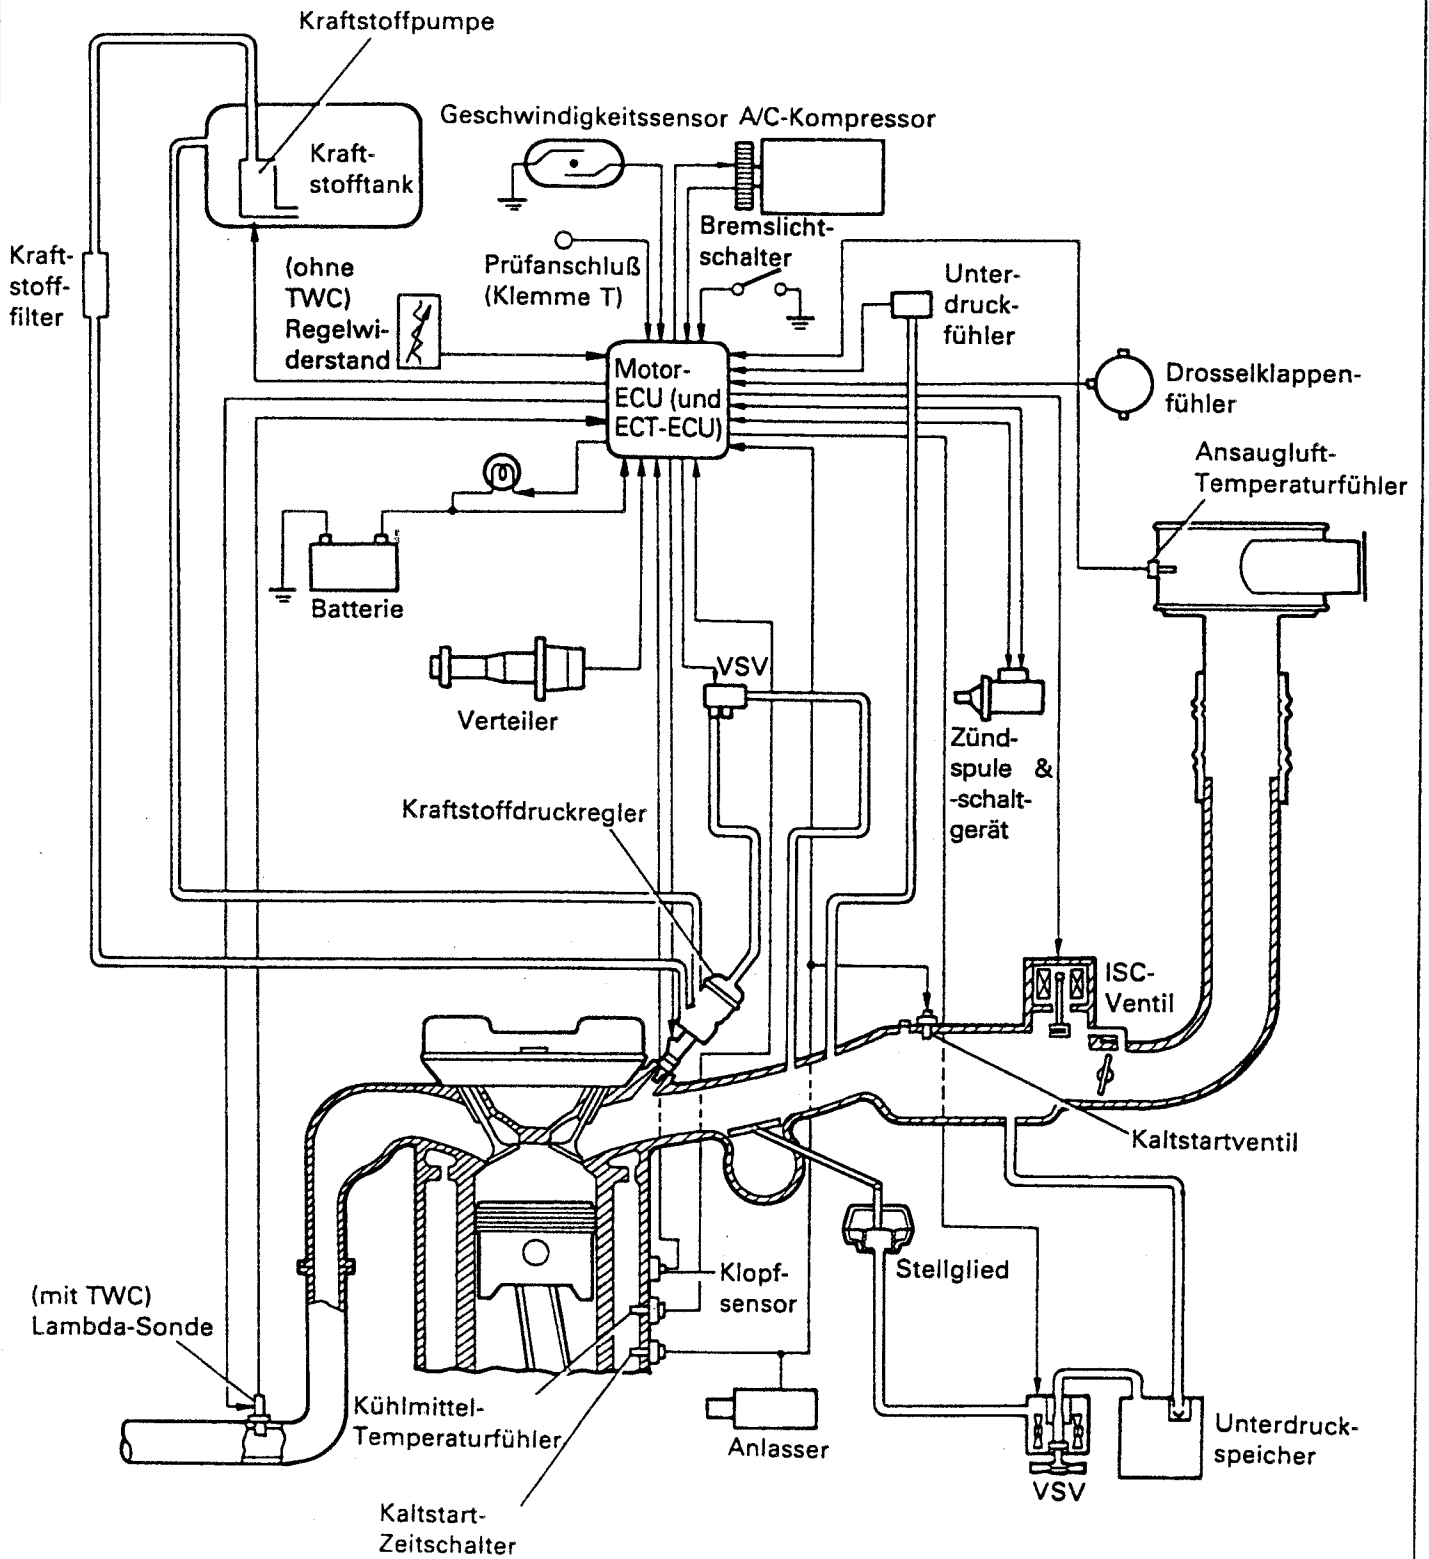 Kraftstoffpumpe
Geschwindigkeitssensor A/C-Kompressor
Kraft-
stofftank
Bremslicht-
schalter
Kraft-
stoff-
filter
(ohne
TWC)
Regelwi-
derstand
Prüfanschluß
(Klemme T)
Unter-
druck-
fühler
Motor-
ECU (und
ECT-ECU)
Drosselklappen-
fühler
Ansaugluft-
Temperaturfühler
Batterie
Verteiler
VSV
Zünd-
spule &
-schalt-
gerät
Kraftstoffdruckregler
ISC-
Ventil
Kaltstartventil
Stellglied
Klopf-
sensor
(mit TWC)
Lambda-Sonde
Kühlmittel-
Temperaturfühler
Anlasser
Unterdruck-
speicher
VSV
Kaltstart-
Zeitschalter